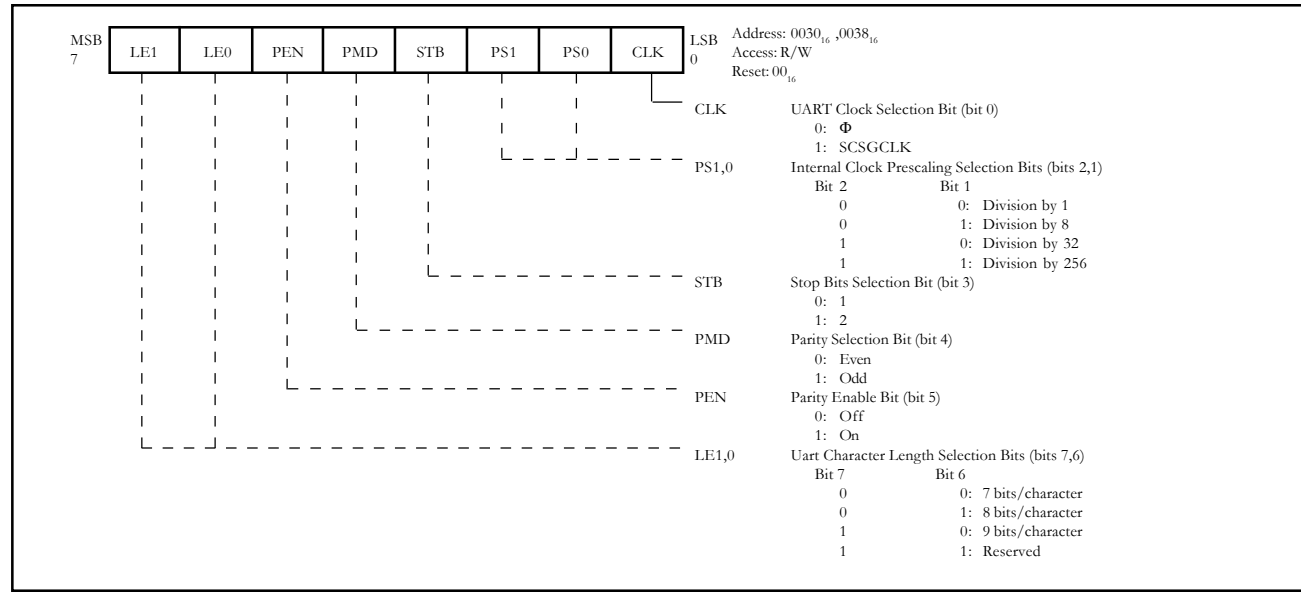 MSB
7
LE1 LE0 PEN PMD STB PS1 PS0 CLK
LSB
0
Address: 0030₁₆ ,0038₁₆
Access: R/W
Reset: 00₁₆
CLK UART Clock Selection Bit (bit 0)
0: Φ
1: SCSGCLK
PS1,0 Internal Clock Prescaling Selection Bits (bits 2,1)
Bit 2 Bit 1
0 0: Division by 1
0 1: Division by 8
1 0: Division by 32
1 1: Division by 256
STB Stop Bits Selection Bit (bit 3)
0: 1
1: 2
PMD Parity Selection Bit (bit 4)
0: Even
1: Odd
PEN Parity Enable Bit (bit 5)
0: Off
1: On
LE1,0 Uart Character Length Selection Bits (bits 7,6)
Bit 7 Bit 6
0 0: 7 bits/character
0 1: 8 bits/character
1 0: 9 bits/character
1 1: Reserved